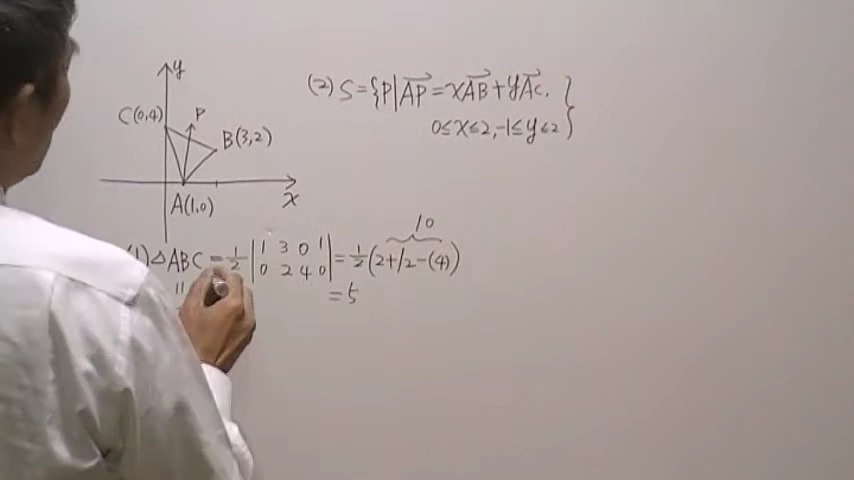 y
C(0,4)
P
B(3,2)
A(1,0)
x
(2) S={P|AP⃗=xAB⃗+yAC⃗,
0≤x≤2,-1≤y≤2}
10
1)△ABC=1/2|1 3 0 1
0 2 4 0|=1/2(2+12-(4))
=5